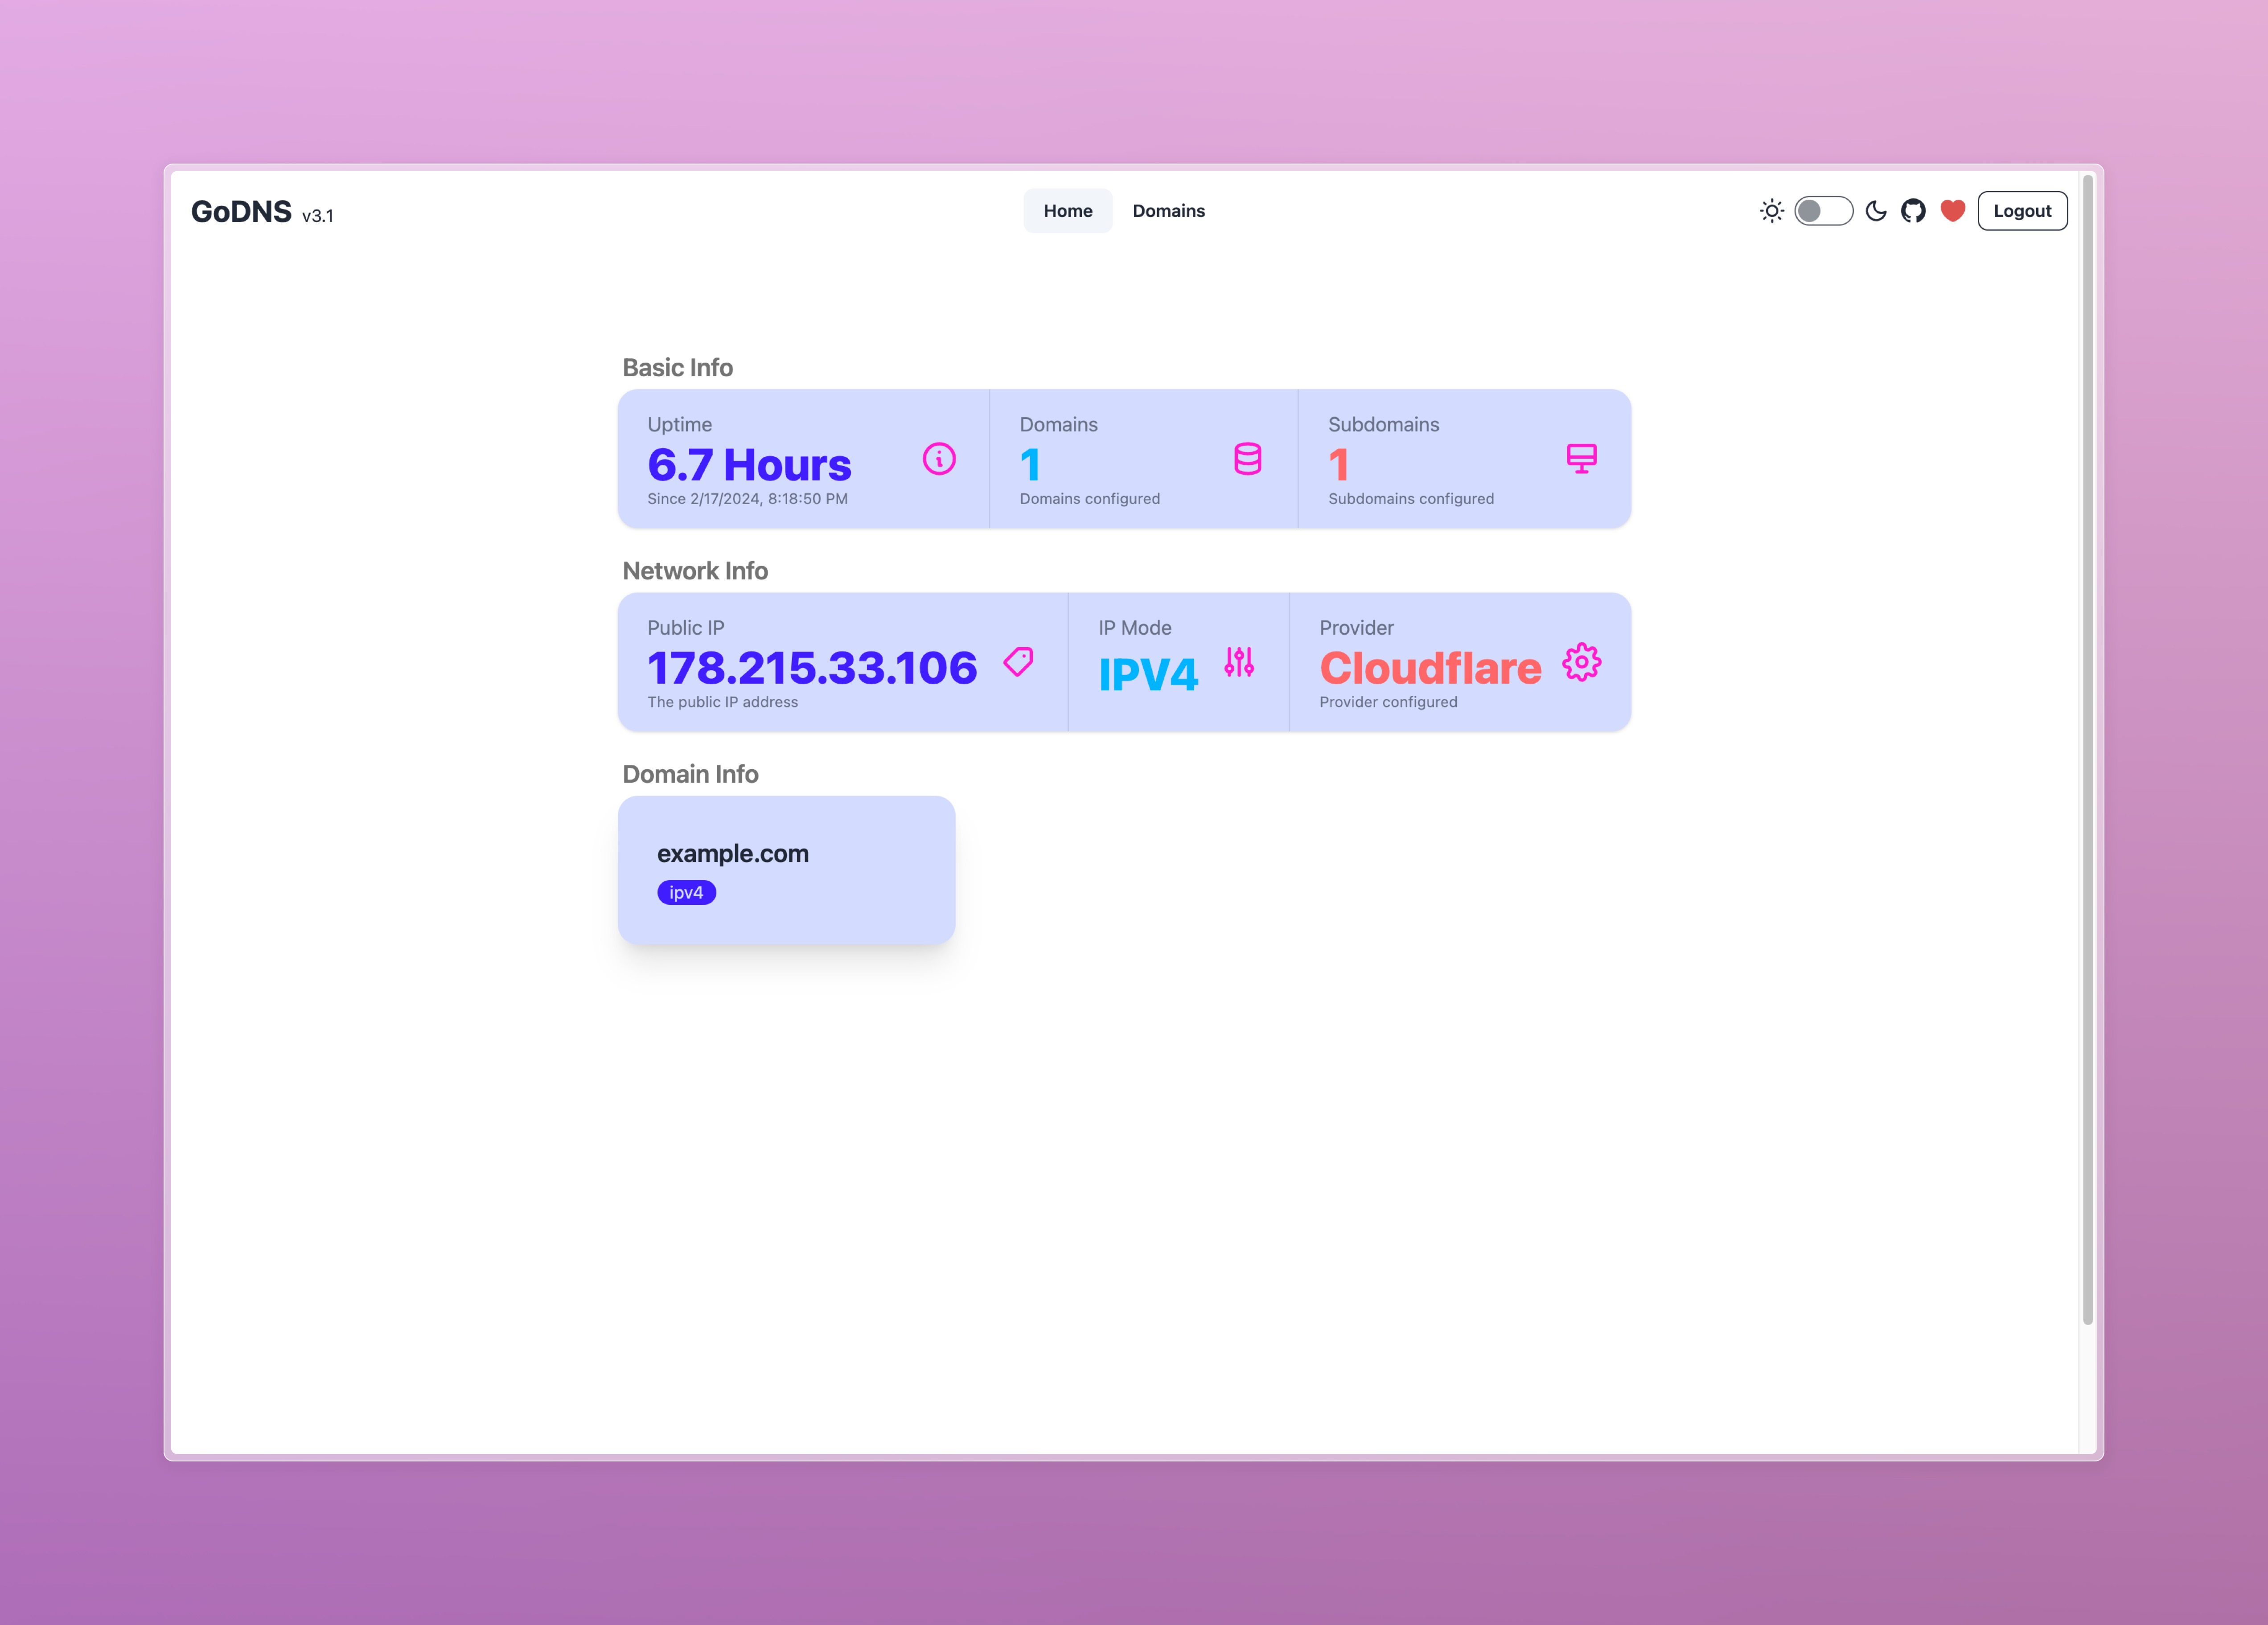 GoDNS v3.1
Home Domains
Logout
Basic Info
Uptime
6.7 Hours
Since 2/17/2024, 8:18:50 PM
Domains
1
Domains configured
Subdomains
1
Subdomains configured
Network Info
Public IP
178.215.33.106
The public IP address
IP Mode
IPV4
Provider
Cloudflare
Provider configured
Domain Info
example.com
ipv4